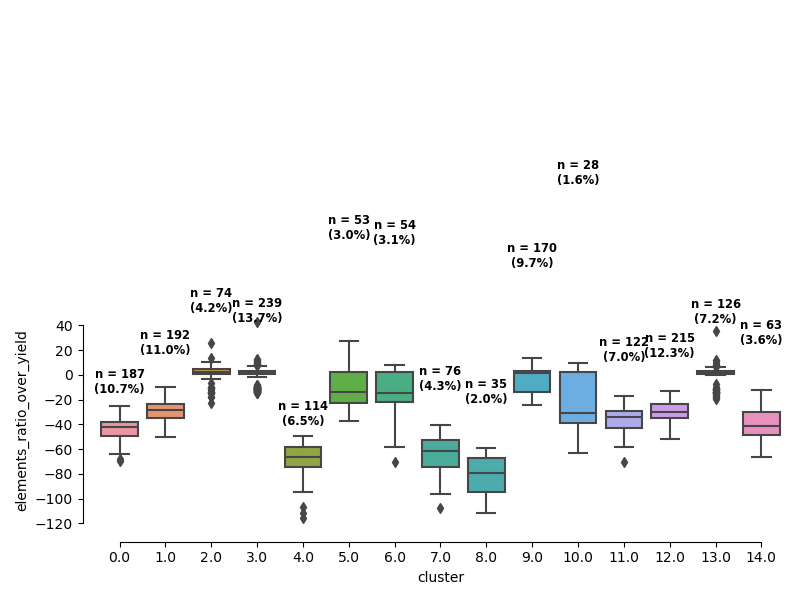 n = 28
(1.6%)
n = 53
(3.0%)
n = 54
(3.1%)
n = 170
(9.7%)
n = 74
(4.2%)
n = 239
(13.7%)
n = 126
(7.2%)
n = 63
(3.6%)
n = 192
(11.0%)
n = 122
(7.0%)
n = 215
(12.3%)
n = 187
(10.7%)
n = 76
(4.3%)
n = 35
(2.0%)
n = 114
(6.5%)
elements_ratio_over_yield
40
20
0
−20
−40
−60
−80
−100
−120
0.0 1.0 2.0 3.0 4.0 5.0 6.0 7.0 8.0 9.0 10.0 11.0 12.0 13.0 14.0
cluster